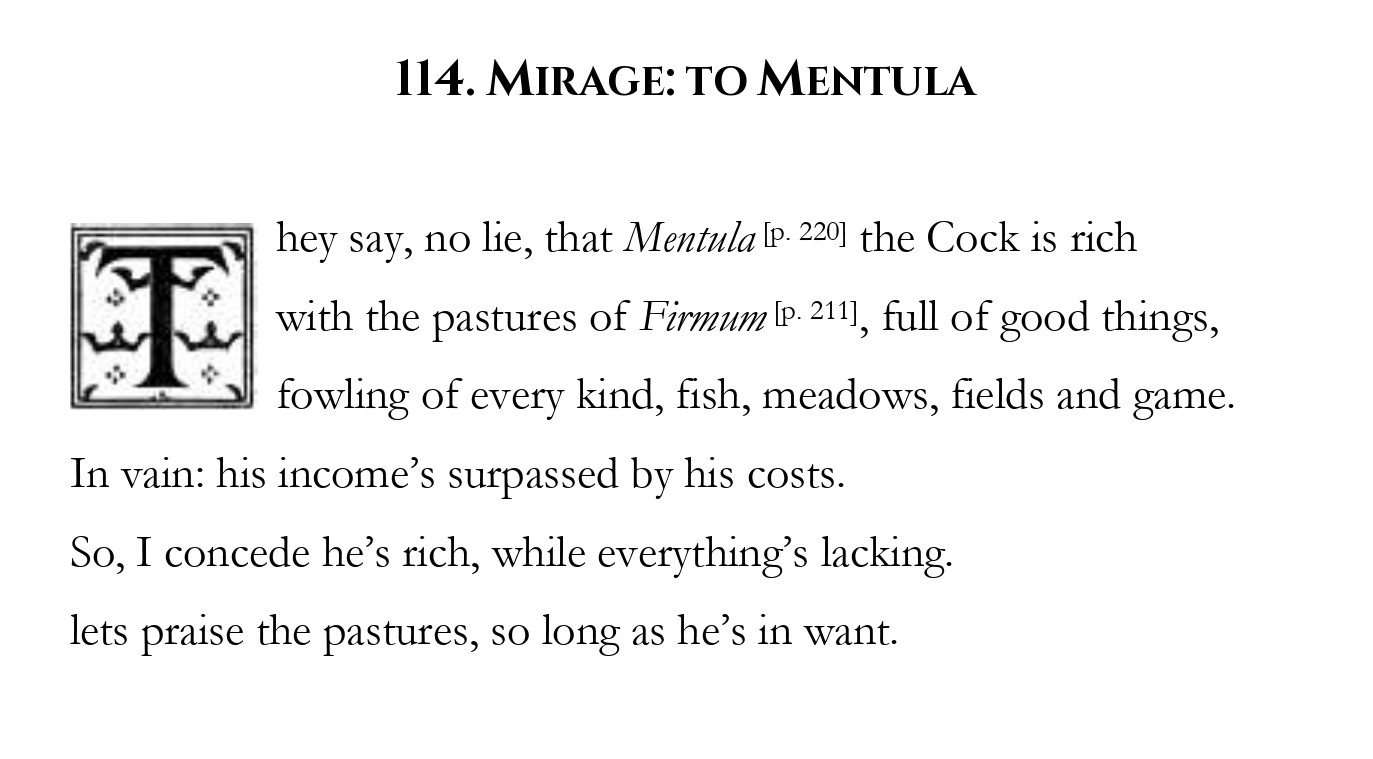 114. Mirage: to Mentula
They say, no lie, that Mentula [p. 220] the Cock is rich
with the pastures of Firmum [p. 211], full of good things,
fowling of every kind, fish, meadows, fields and game.
In vain: his income’s surpassed by his costs.
So, I concede he’s rich, while everything’s lacking.
lets praise the pastures, so long as he’s in want.